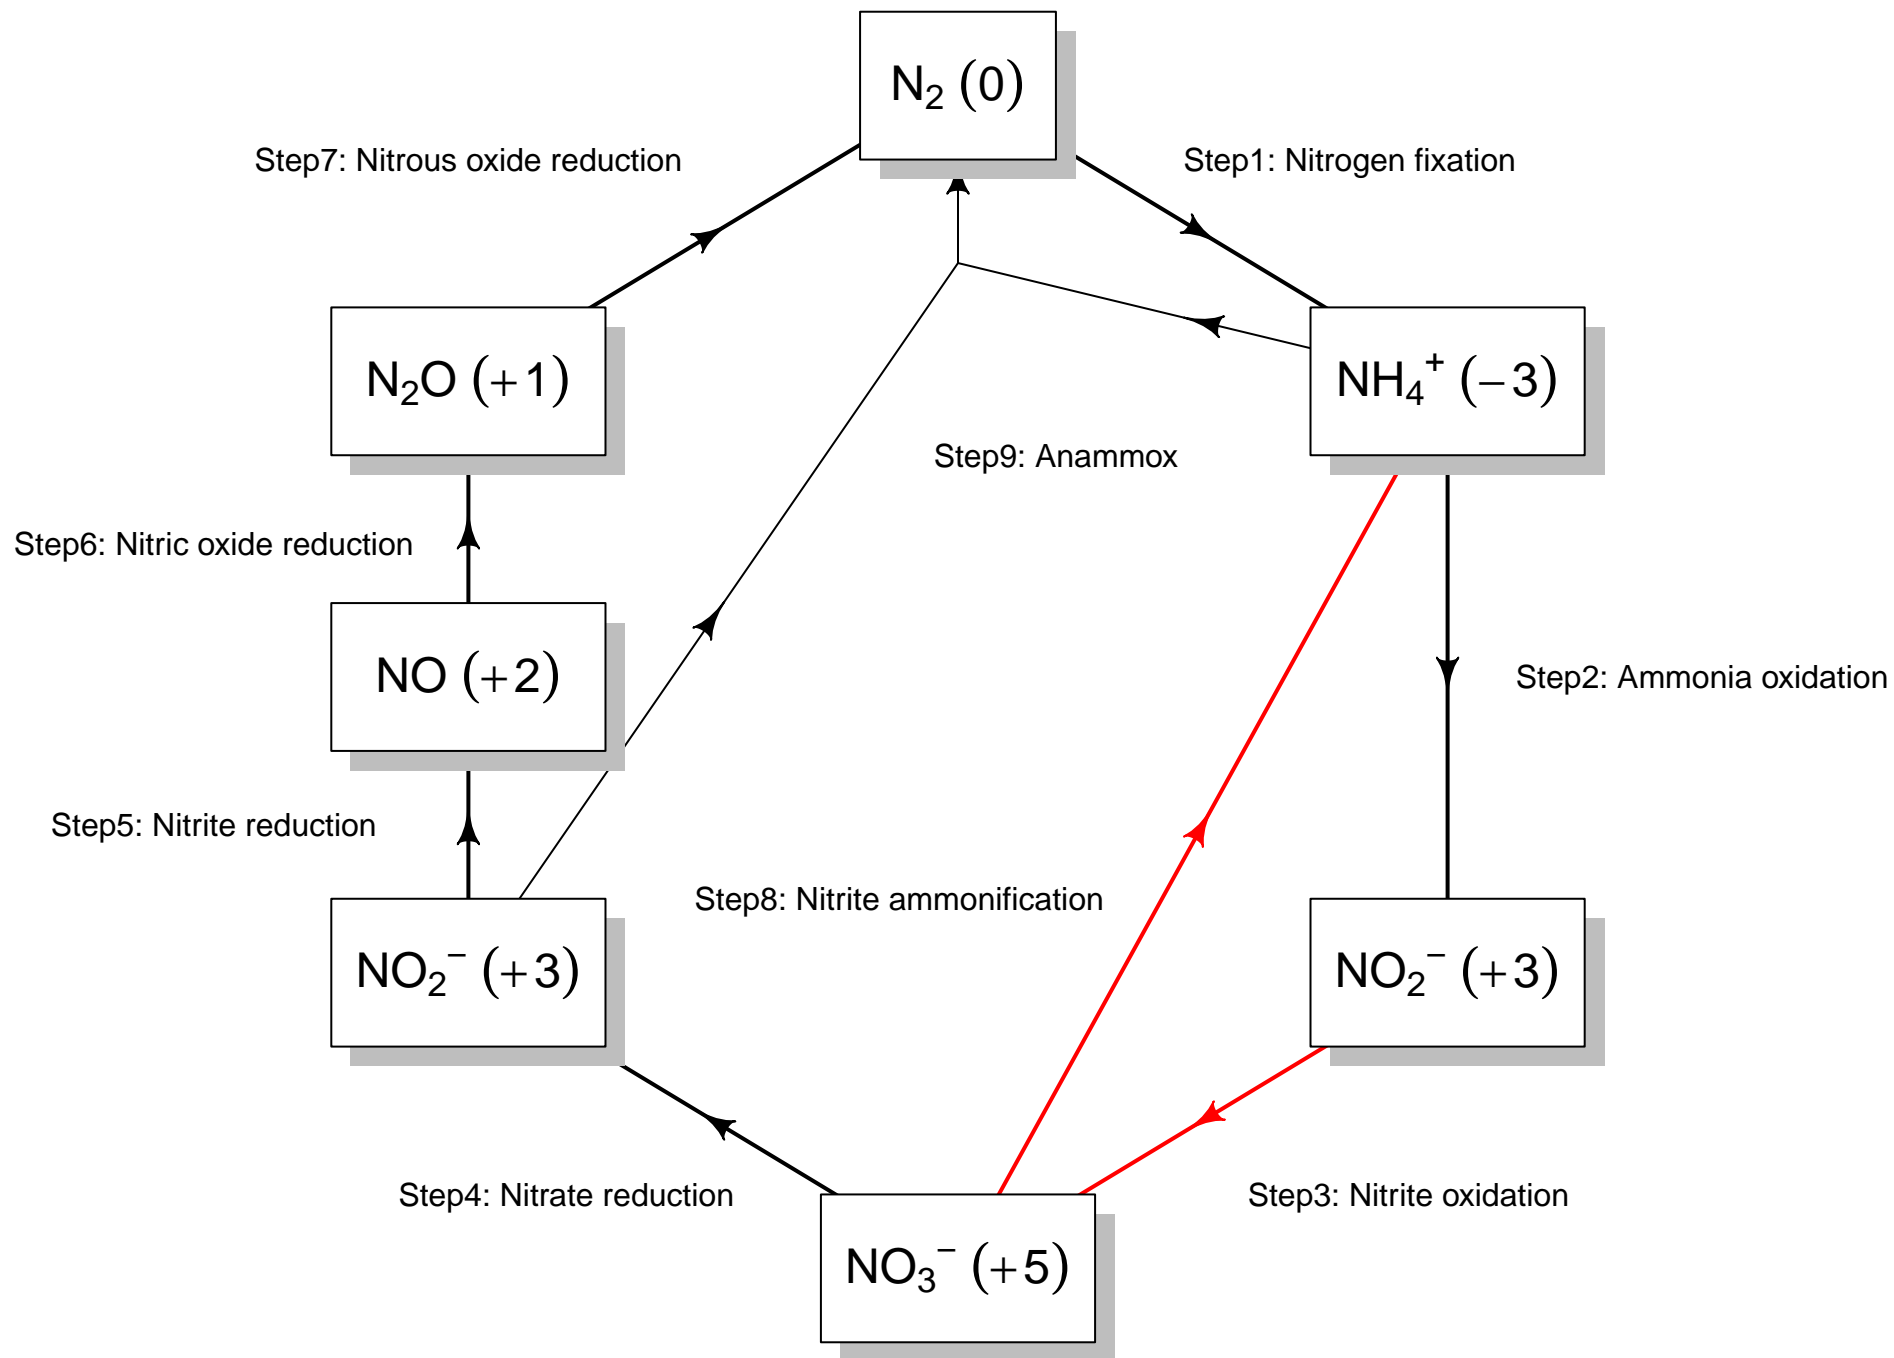 N₂ (0)
Step7: Nitrous oxide reduction
Step1: Nitrogen fixation
N₂O (+1)
NH₄⁺ (−3)
Step9: Anammox
Step6: Nitric oxide reduction
NO (+2)
Step2: Ammonia oxidation
Step5: Nitrite reduction
Step8: Nitrite ammonification
NO₂⁻ (+3)
NO₂⁻ (+3)
Step4: Nitrate reduction
Step3: Nitrite oxidation
NO₃⁻ (+5)